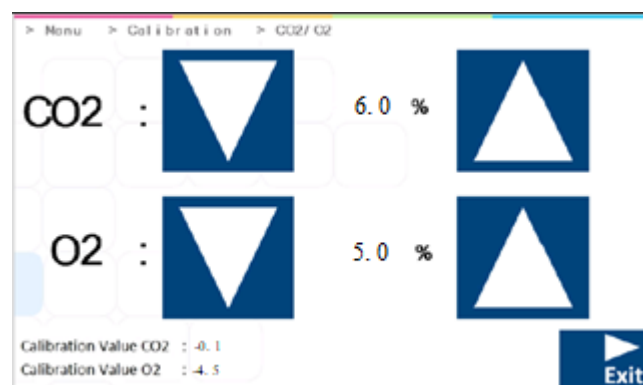 > Menu > Calibration > CO2/O2
CO2 : 6.0 %
O2 : 5.0 %
Calibration Value CO2 : -0.1
Calibration Value O2 : -4.5
Exit